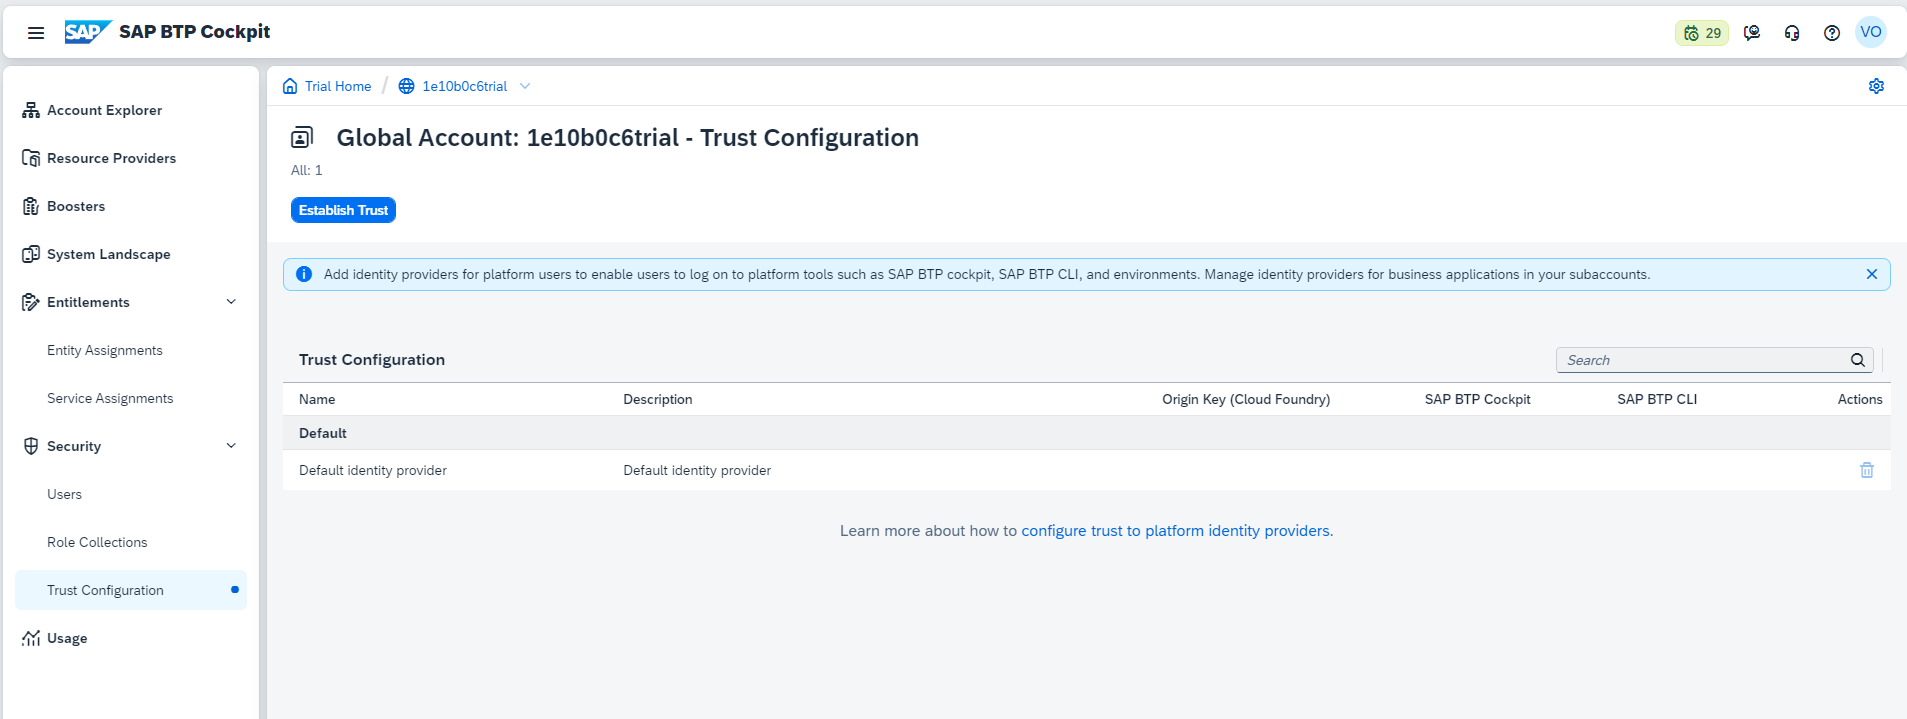 SAP SAP BTP Cockpit
29
VO
Account Explorer
Resource Providers
Boosters
System Landscape
Entitlements
Entity Assignments
Service Assignments
Security
Users
Role Collections
Trust Configuration
Usage
Trial Home / 1e10b0c6trial
Global Account: 1e10b0c6trial - Trust Configuration
All: 1
Establish Trust
Add identity providers for platform users to enable users to log on to platform tools such as SAP BTP cockpit, SAP BTP CLI, and environments. Manage identity providers for business applications in your subaccounts.
Trust Configuration
Search
Name Description Origin Key (Cloud Foundry) SAP BTP Cockpit SAP BTP CLI Actions
Default
Default identity provider Default identity provider
Learn more about how to configure trust to platform identity providers.